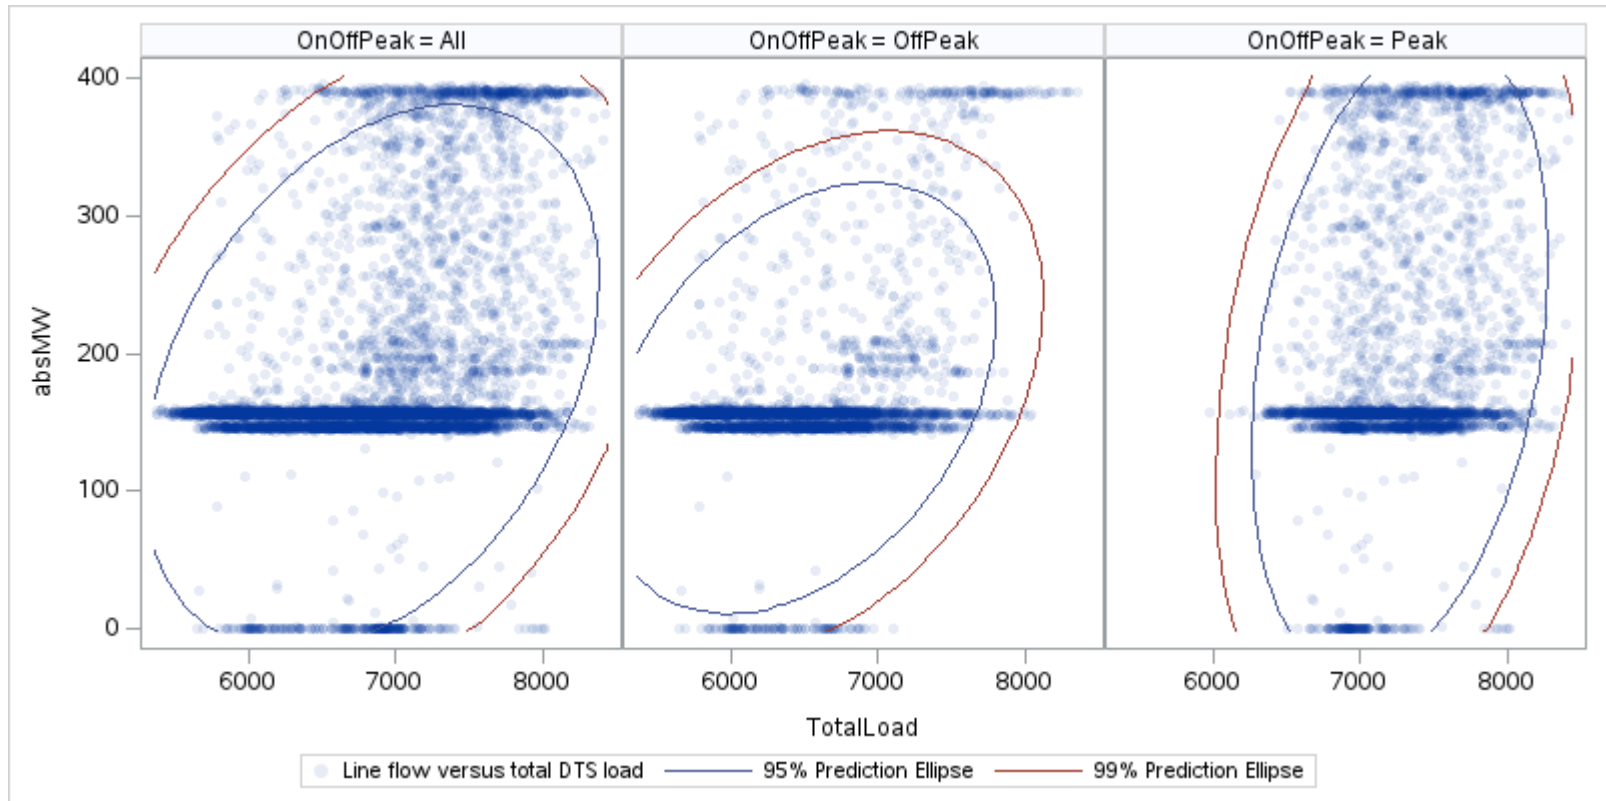 OnOffPeak = All
OnOffPeak = OffPeak
OnOffPeak = Peak
absMW
400
300
200
100
0
6000 7000 8000
6000 7000 8000
6000 7000 8000
TotalLoad
Line flow versus total DTS load
95% Prediction Ellipse
99% Prediction Ellipse